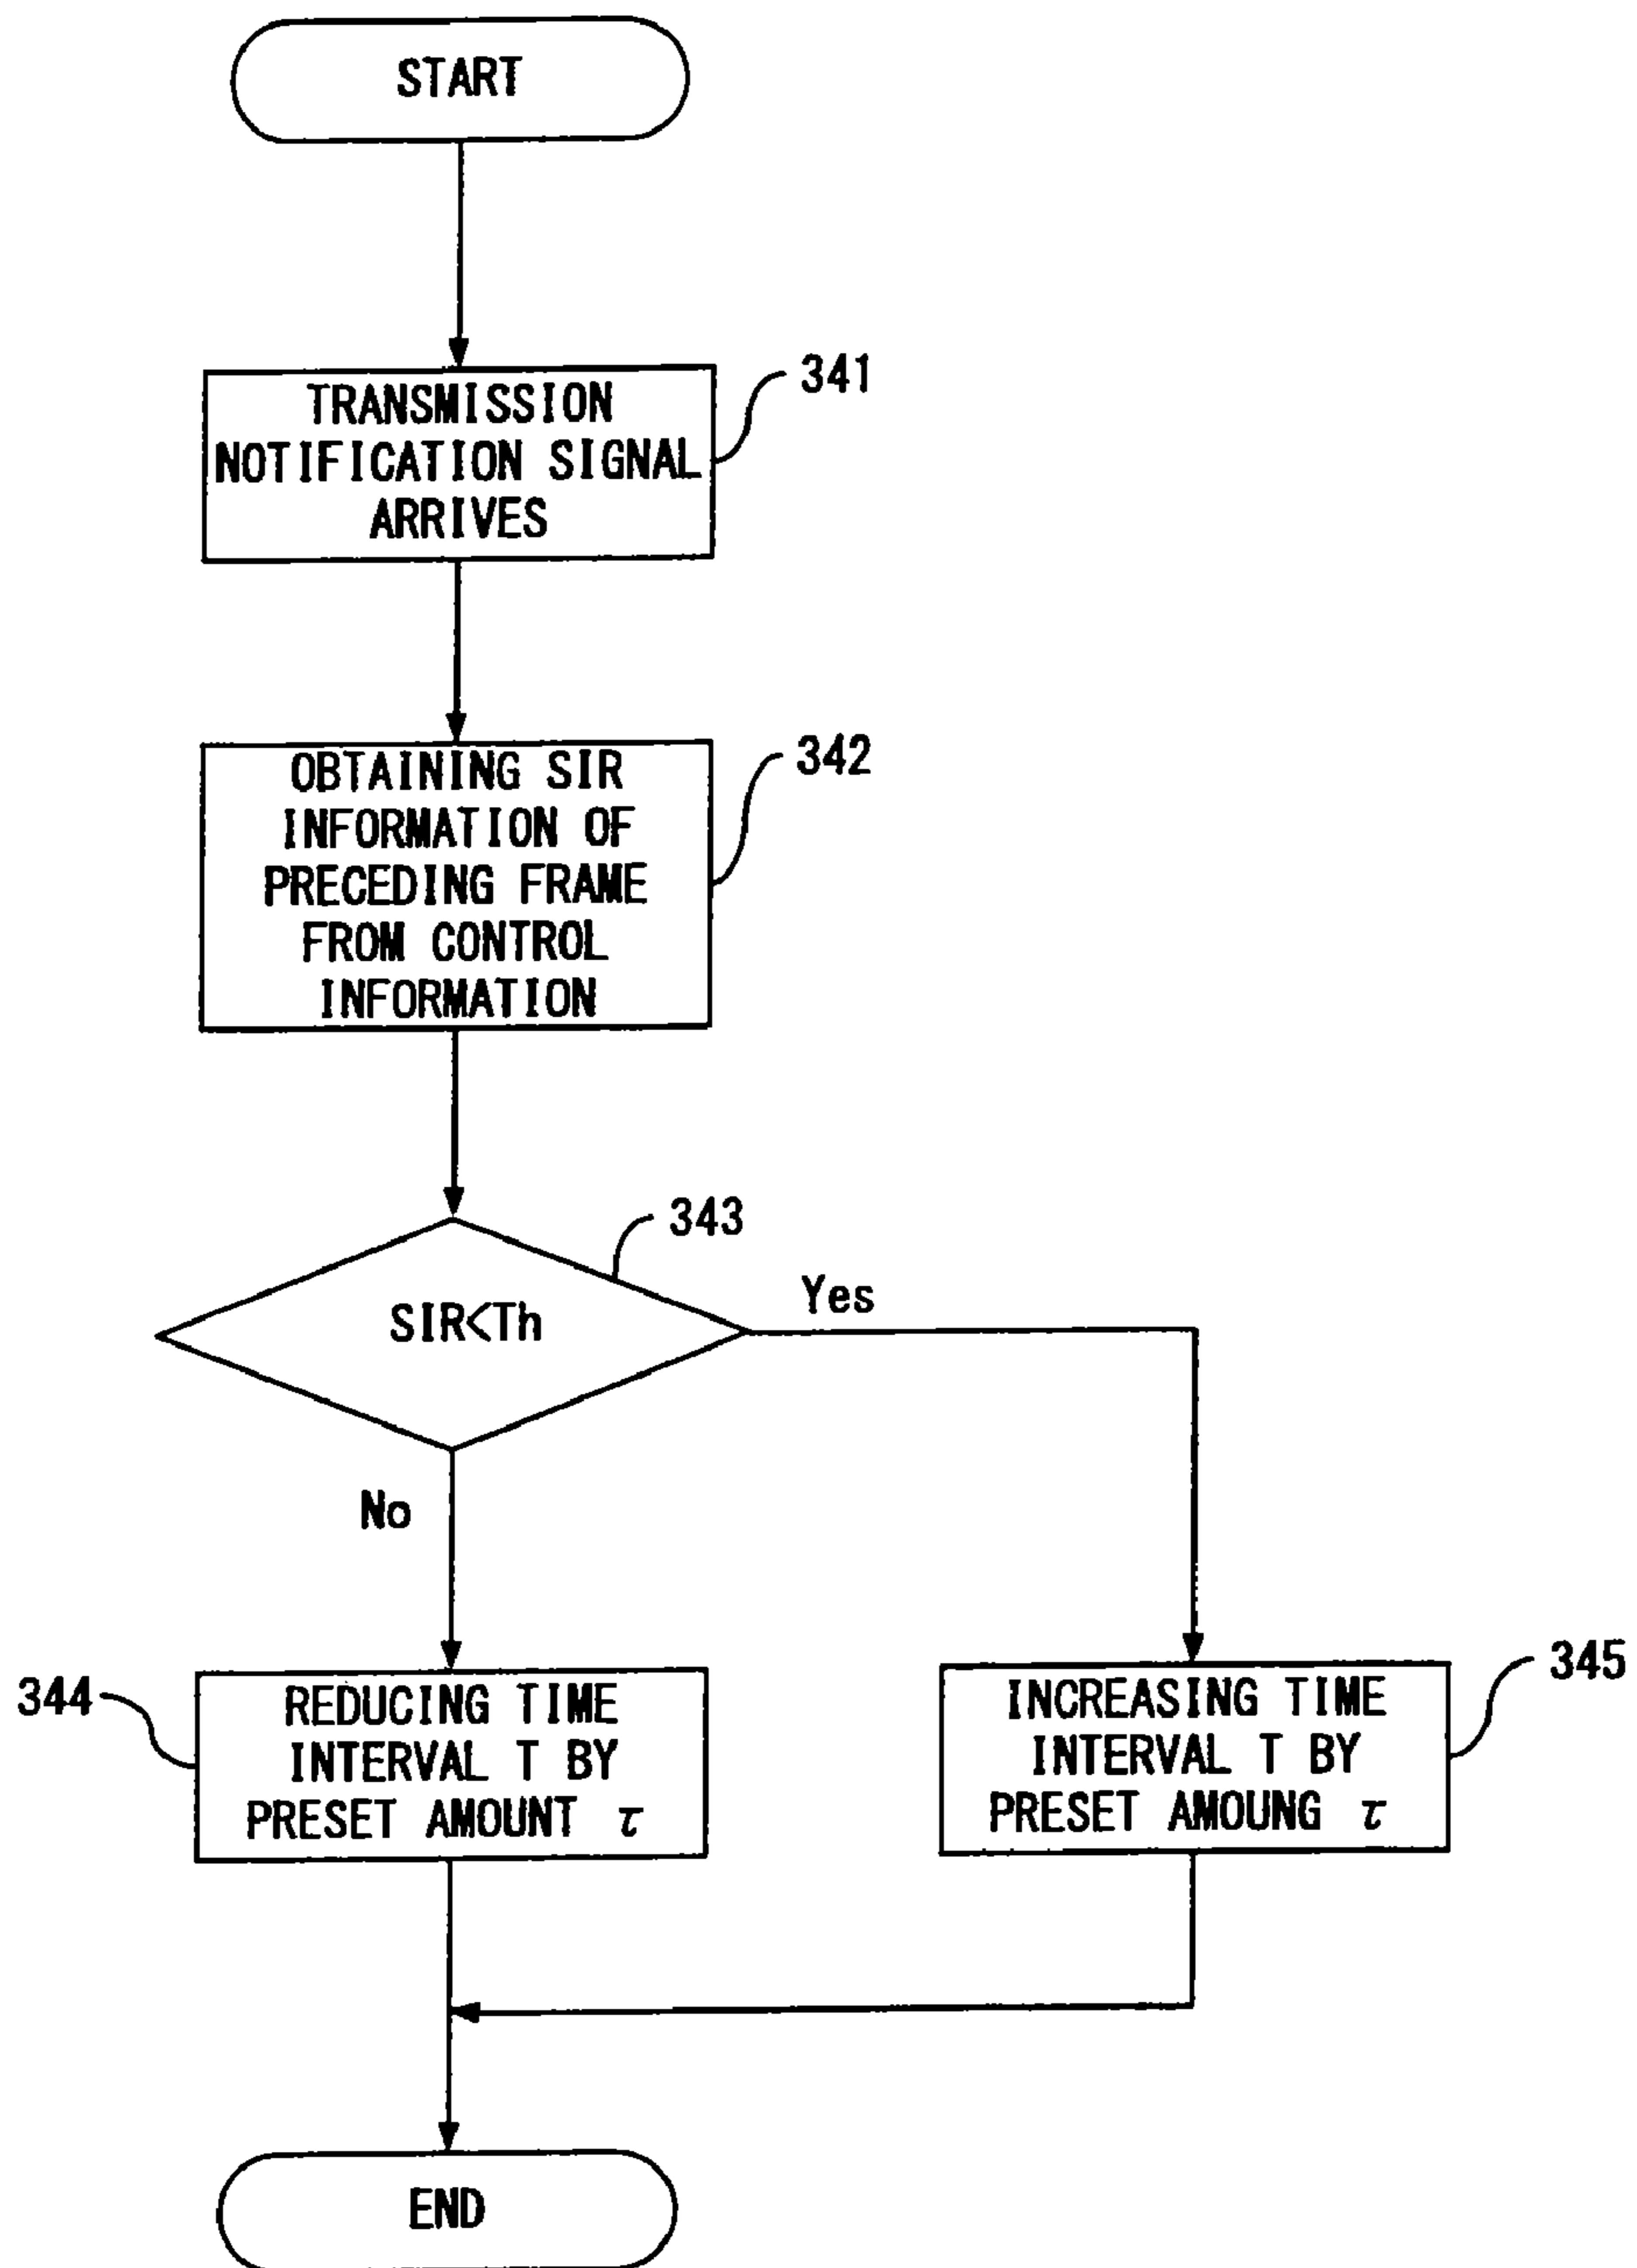 START
341
TRANSMISSION
NOTIFICATION SIGNAL
ARRIVES
342
OBTAINING SIR
INFORMATION OF
PRECEDING FRAME
FROM CONTROL
INFORMATION
343
SIR<Th
Yes
No
344
REDUCING TIME
INTERVAL T BY
PRESET AMOUNT τ
345
INCREASING TIME
INTERVAL T BY
PRESET AMOUNG τ
END